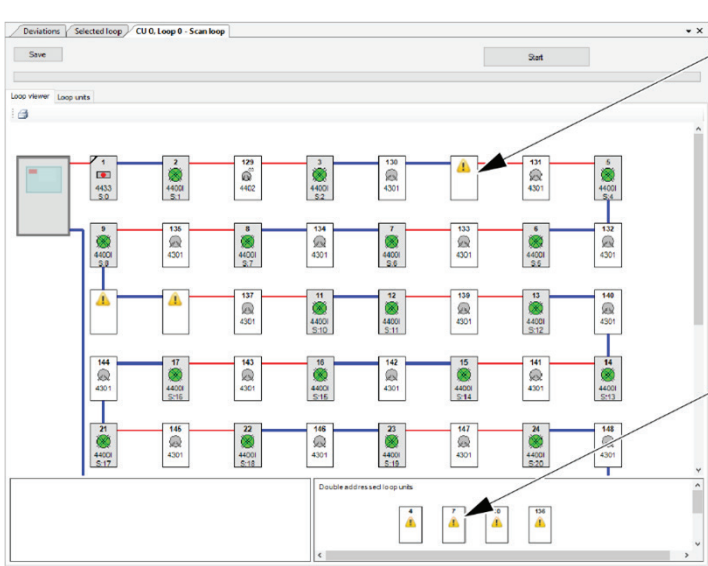 Deviations Selected loop CU 0, Loop 0 - Scan loop
Save Start
Loop viewer Loop units
1 2 129 3 130 131 5
4433 4400I 4402 4400I 4301 4301 4400I
S:0 S:1 S:2 S:4
9 135 8 134 7 133 6 132
4400I 4301 4400I 4301 4400I 4301 4400I 4301
S:8 S:7 S:6 S:5
137 11 12 139 13 140
4301 4400I 4400I 4301 4400I 4301
S:10 S:11 S:12
144 17 143 16 142 15 141 14
4301 4400I 4301 4400I 4301 4400I 4301 4400I
S:16 S:15 S:14 S:13
21 145 22 146 23 147 24 148
4400I 4301 4400I 4301 4400I 4301 4400I 4301
S:17 S:18 S:19 S:20
Double addressed loop units
4 7 136